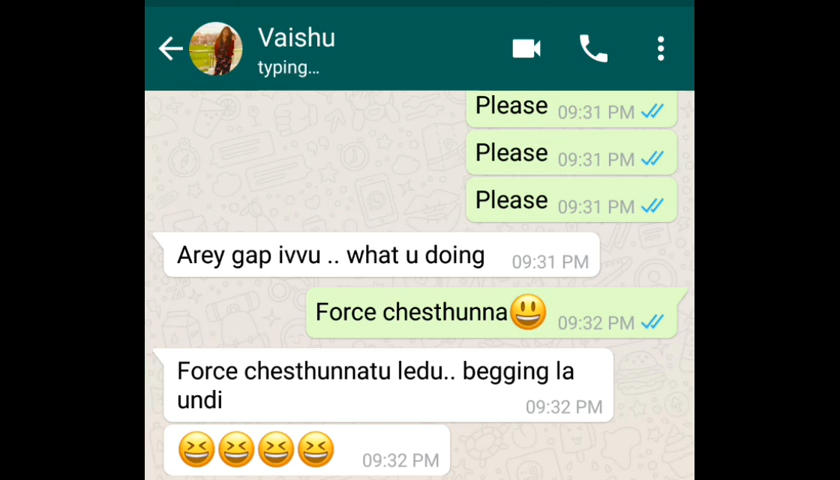 Vaishu
typing...
Please 09:31 PM
Please 09:31 PM
Please 09:31 PM
Arey gap ivvu .. what u doing 09:31 PM
Force chesthunna😃 09:32 PM
Force chesthunnatu ledu.. begging la
undi 09:32 PM
😆😆😆😆 09:32 PM